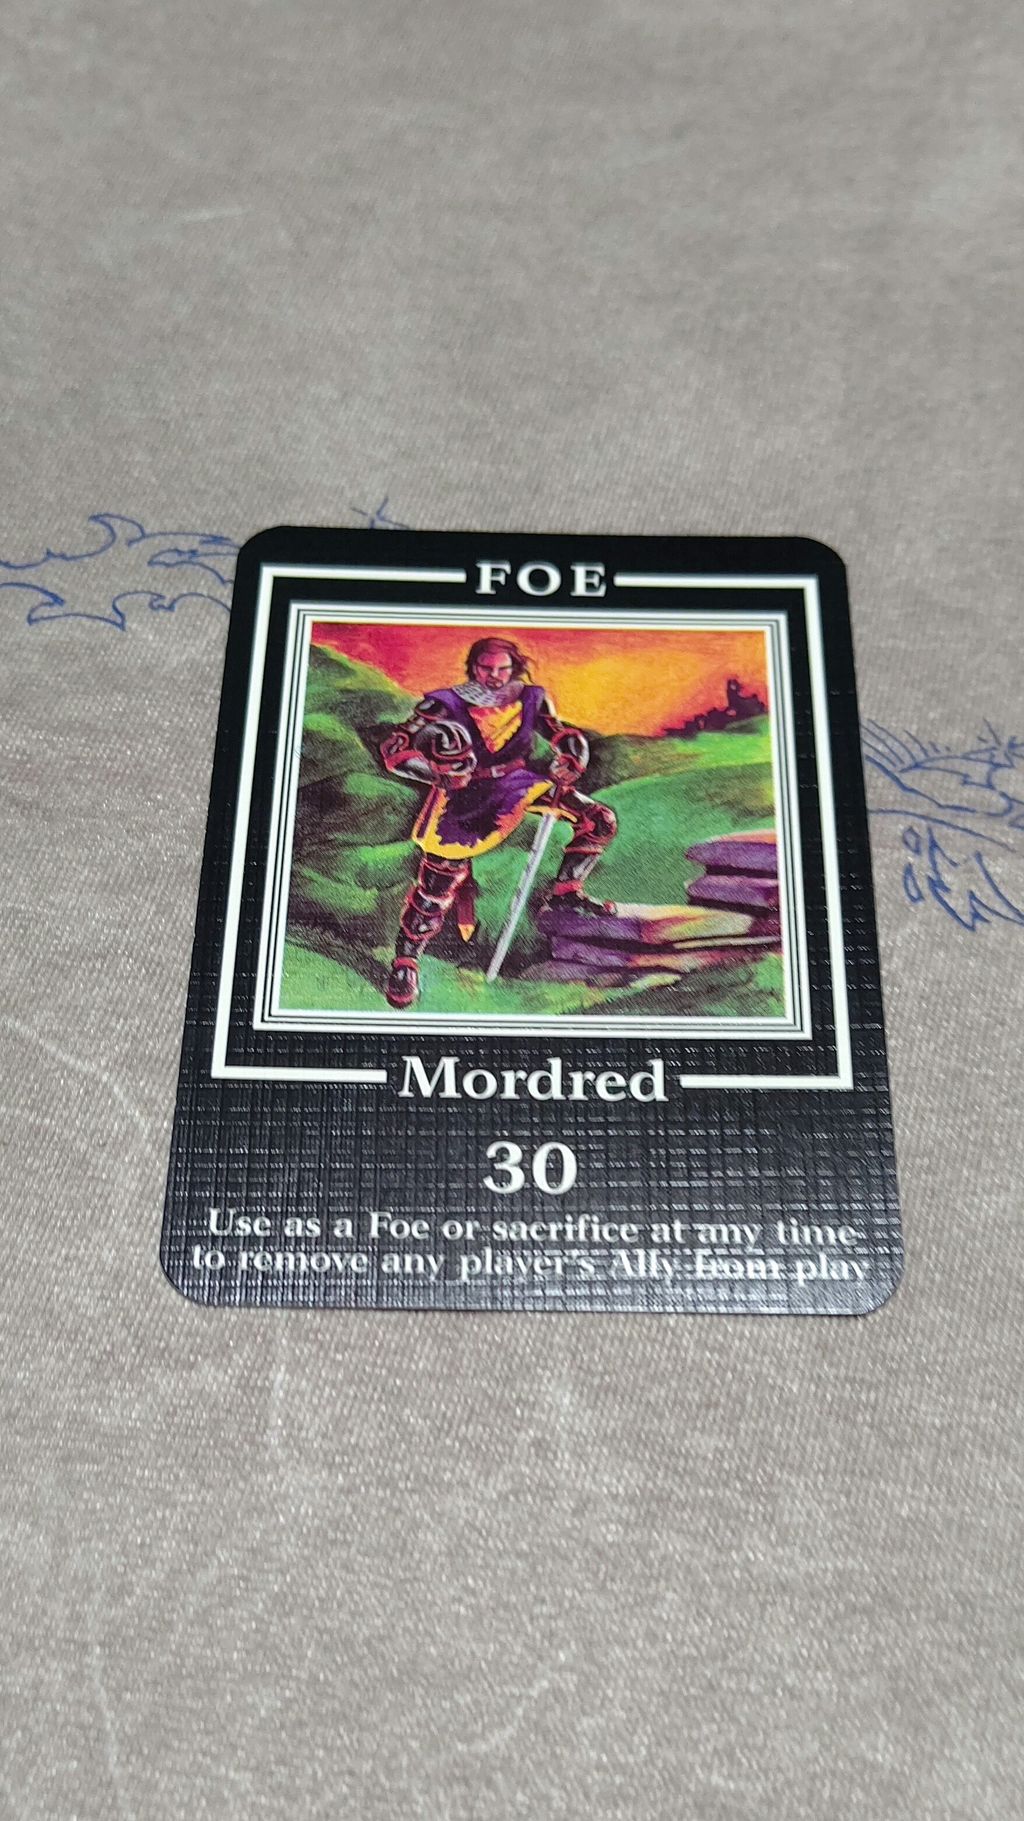 FOE
Mordred
30
Use as a Foe or sacrifice at any time
to remove any player's Ally from play